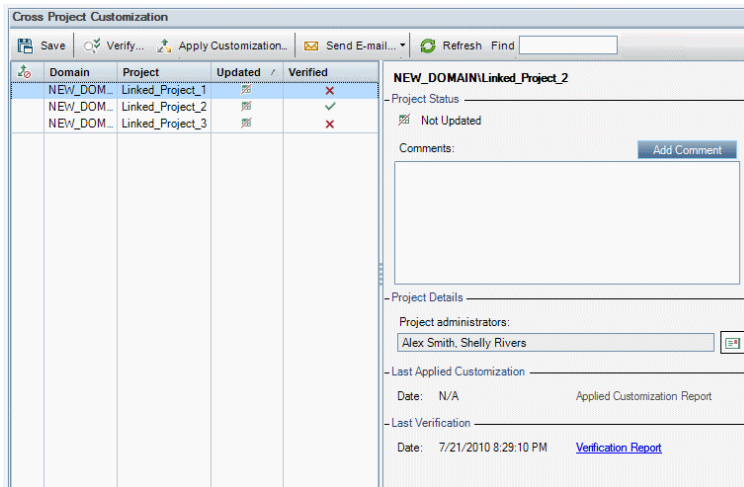 Cross Project Customization
Save Verify... Apply Customization... Send E-mail... Refresh Find
Domain Project Updated / Verified
NEW_DOM... Linked_Project_1
NEW_DOM... Linked_Project_2
NEW_DOM... Linked_Project_3
NEW_DOMAIN\Linked_Project_2
Project Status
Not Updated
Comments: Add Comment
Project Details
Project administrators:
Alex Smith, Shelly Rivers
Last Applied Customization
Date: N/A Applied Customization Report
Last Verification
Date: 7/21/2010 8:29:10 PM Verification Report